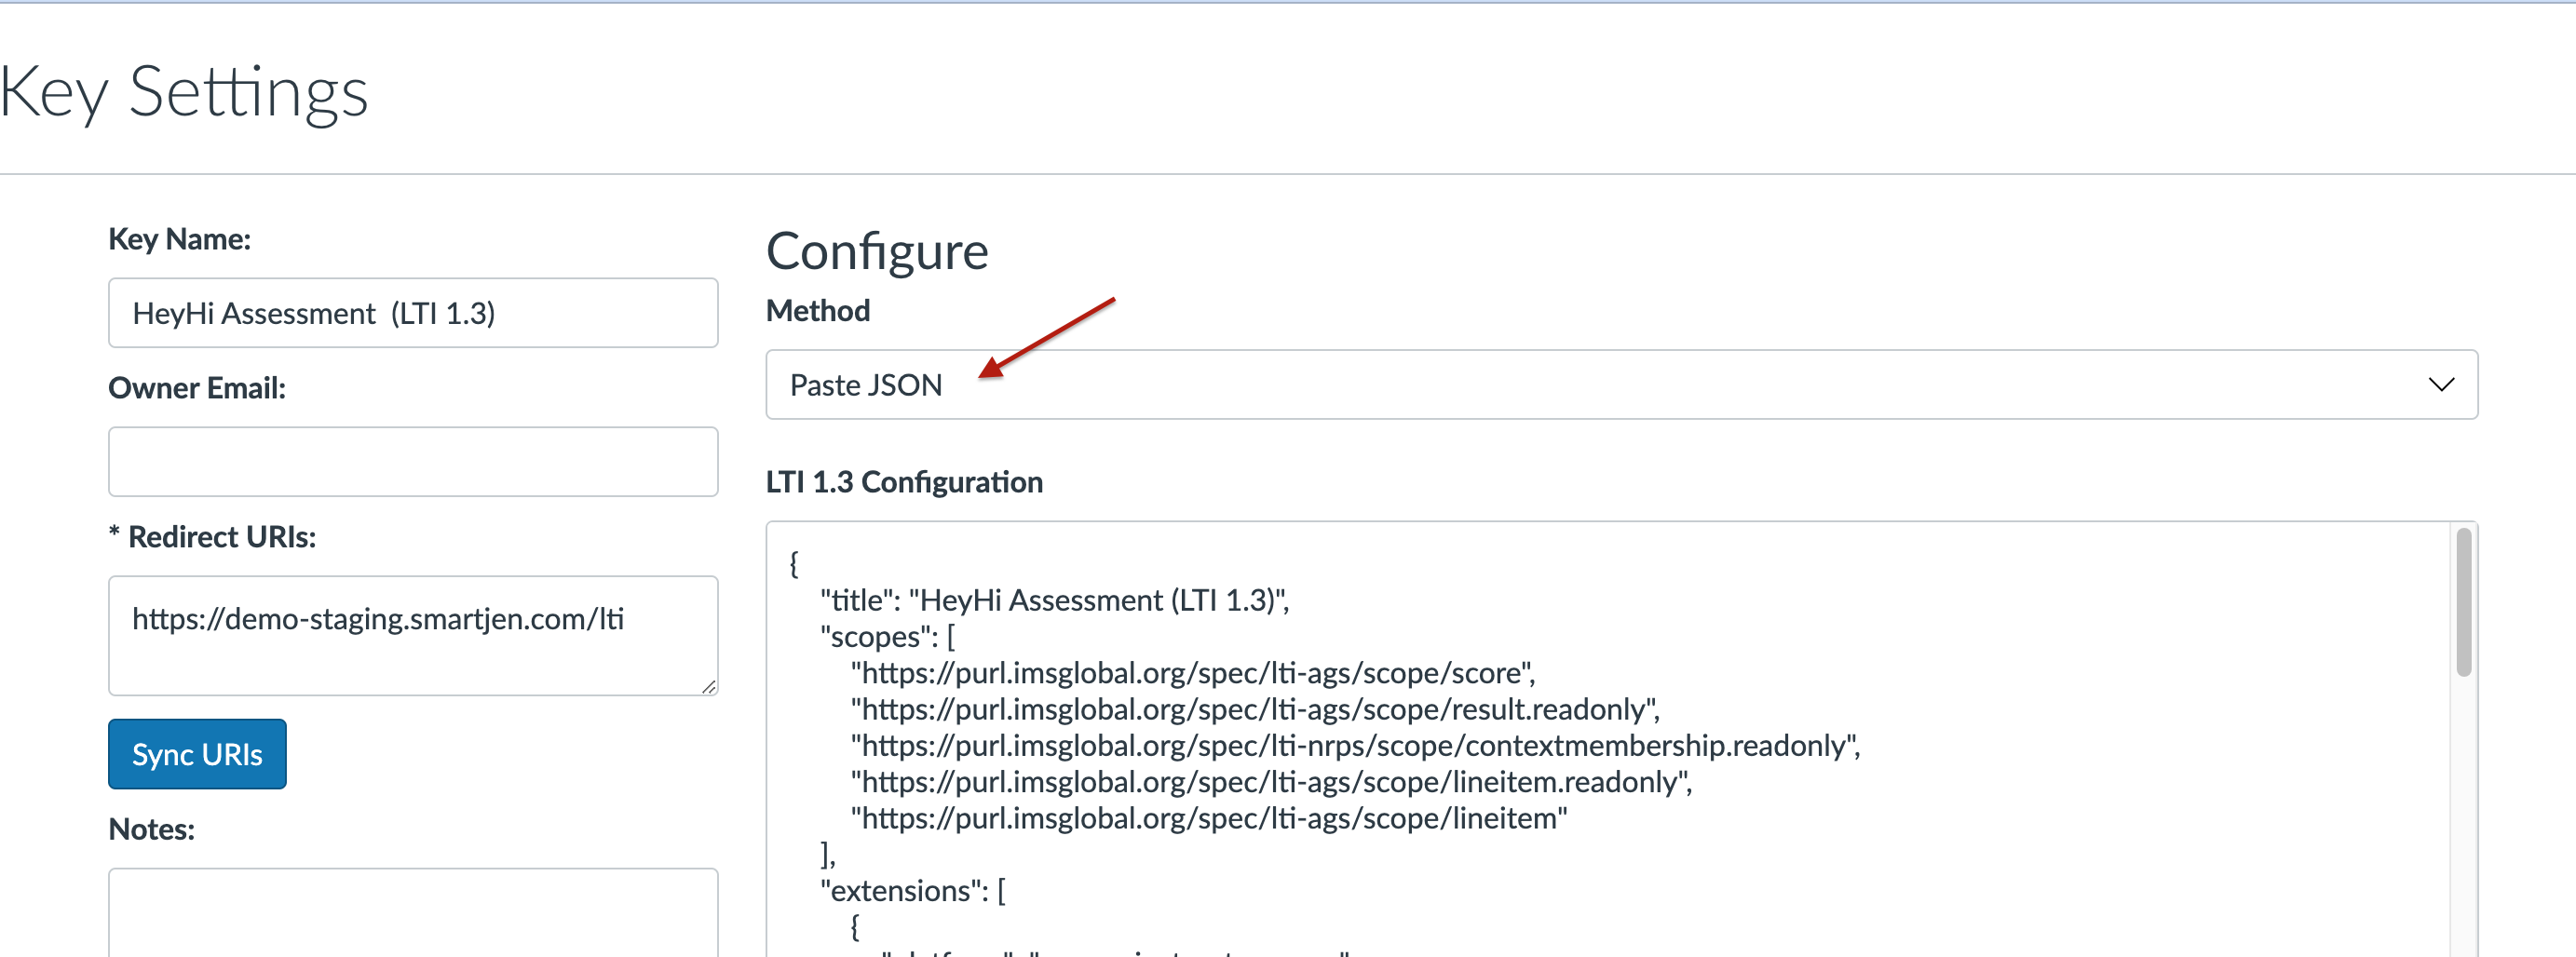 Key Settings
Key Name:
HeyHi Assessment  (LTI 1.3)
Owner Email:
* Redirect URIs:
https://demo-staging.smartjen.com/lti
Sync URIs
Notes:
Configure
Method
Paste JSON
LTI 1.3 Configuration
{
"title": "HeyHi Assessment (LTI 1.3)",
"scopes": [
"https://purl.imsglobal.org/spec/lti-ags/scope/score",
"https://purl.imsglobal.org/spec/lti-ags/scope/result.readonly",
"https://purl.imsglobal.org/spec/lti-nrps/scope/contextmembership.readonly",
"https://purl.imsglobal.org/spec/lti-ags/scope/lineitem.readonly",
"https://purl.imsglobal.org/spec/lti-ags/scope/lineitem"
],
"extensions": [
{